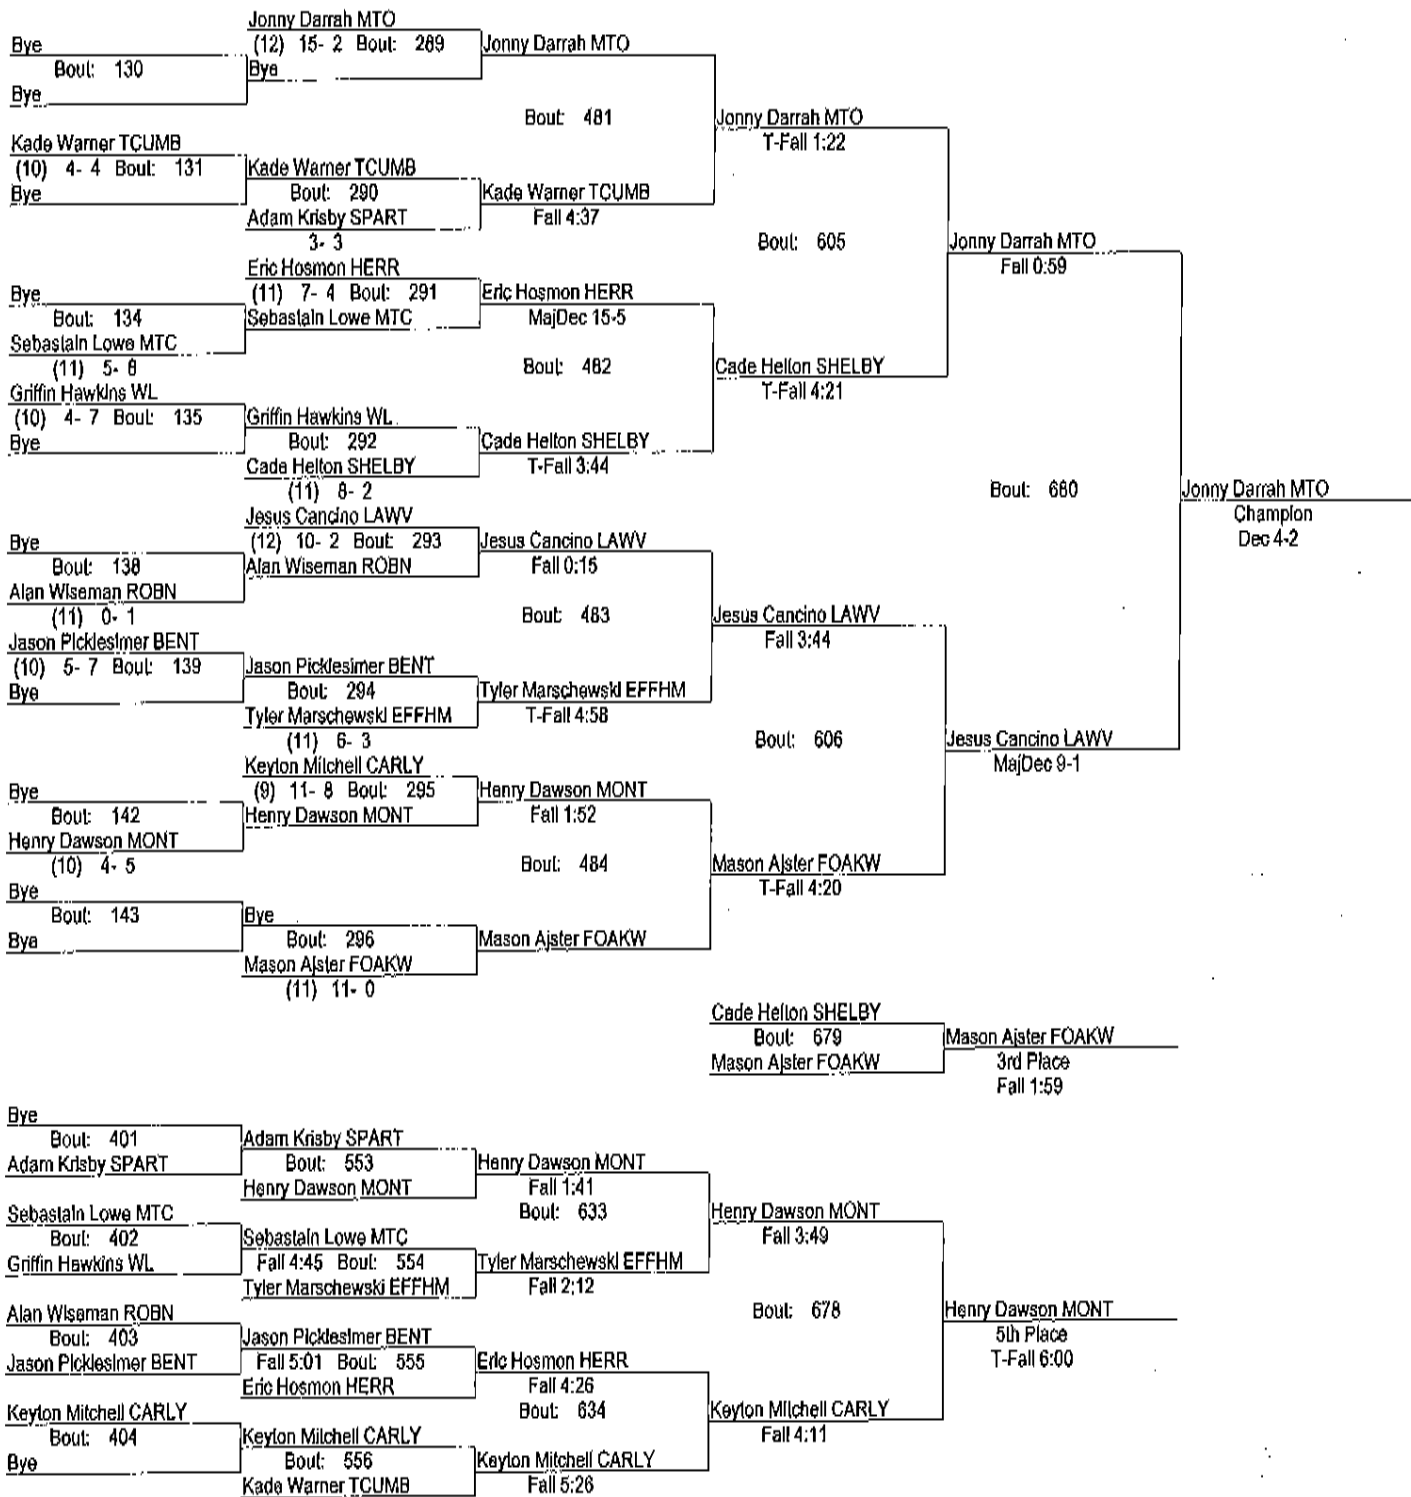 Jonny Darrah MTO
Bye
(12) 15- 2 Bout: 289
Jonny Darrah MTO
Bout: 130
Bye
Bye
Bout: 481
Jonny Darrah MTO
T-Fall 1:22
Kade Warner TCUMB
(10) 4- 4 Bout: 131
Kade Warner TCUMB
Bye
Bout: 290
Kade Warner TCUMB
Adam Krisby SPART
Fall 4:37
3- 3
Bout: 605
Jonny Darrah MTO
Fall 0:59
Eric Hosmon HERR
Bye
(11) 7- 4 Bout: 291
Eric Hosmon HERR
Bout: 134
Sebastain Lowe MTC
MajDec 15-5
Sebastain Lowe MTC
(11) 5- 8
Bout: 482
Cade Helton SHELBY
T-Fall 4:21
Griffin Hawkins WL
(10) 4- 7 Bout: 135
Griffin Hawkins WL
Bye
Bout: 292
Cade Helton SHELBY
Cade Helton SHELBY
T-Fall 3:44
(11) 8- 2
Bout: 680
Jonny Darrah MTO
Champion
Dec 4-2
Jesus Cancino LAWV
Bye
(12) 10- 2 Bout: 293
Jesus Cancino LAWV
Bout: 138
Alan Wiseman ROBN
Fall 0:15
Alan Wiseman ROBN
(11) 0- 1
Bout: 483
Jesus Cancino LAWV
Fall 3:44
Jason Picklesimer BENT
(10) 5- 7 Bout: 139
Jason Picklesimer BENT
Bye
Bout: 294
Tyler Marschewski EFFHM
Tyler Marschewski EFFHM
T-Fall 4:58
(11) 6- 3
Bout: 606
Jesus Cancino LAWV
MajDec 9-1
Keyton Mitchell CARLY
Bye
(9) 11- 8 Bout: 295
Henry Dawson MONT
Bout: 142
Henry Dawson MONT
Fall 1:52
Henry Dawson MONT
(10) 4- 5
Bout: 484
Mason Ajster FOAKW
T-Fall 4:20
Bye
Bout: 143
Bye
Bye
Bout: 296
Mason Ajster FOAKW
Mason Ajster FOAKW
(11) 11- 0
Cade Helton SHELBY
Bout: 679
Mason Ajster FOAKW
Mason Ajster FOAKW
3rd Place
Fall 1:59
Bye
Bout: 401
Adam Krisby SPART
Adam Krisby SPART
Bout: 553
Henry Dawson MONT
Henry Dawson MONT
Fall 1:41
Bout: 633
Henry Dawson MONT
Fall 3:49
Sebastain Lowe MTC
Bout: 402
Sebastain Lowe MTC
Griffin Hawkins WL
Fall 4:45 Bout: 554
Tyler Marschewski EFFHM
Tyler Marschewski EFFHM
Fall 2:12
Bout: 678
Henry Dawson MONT
5th Place
T-Fall 6:00
Alan Wiseman ROBN
Bout: 403
Jason Picklesimer BENT
Jason Picklesimer BENT
Fall 5:01 Bout: 555
Eric Hosmon HERR
Eric Hosmon HERR
Fall 4:26
Bout: 634
Keyton Mitchell CARLY
Fall 4:11
Keyton Mitchell CARLY
Bout: 404
Keyton Mitchell CARLY
Bye
Bout: 556
Keyton Mitchell CARLY
Kade Warner TCUMB
Fall 5:26